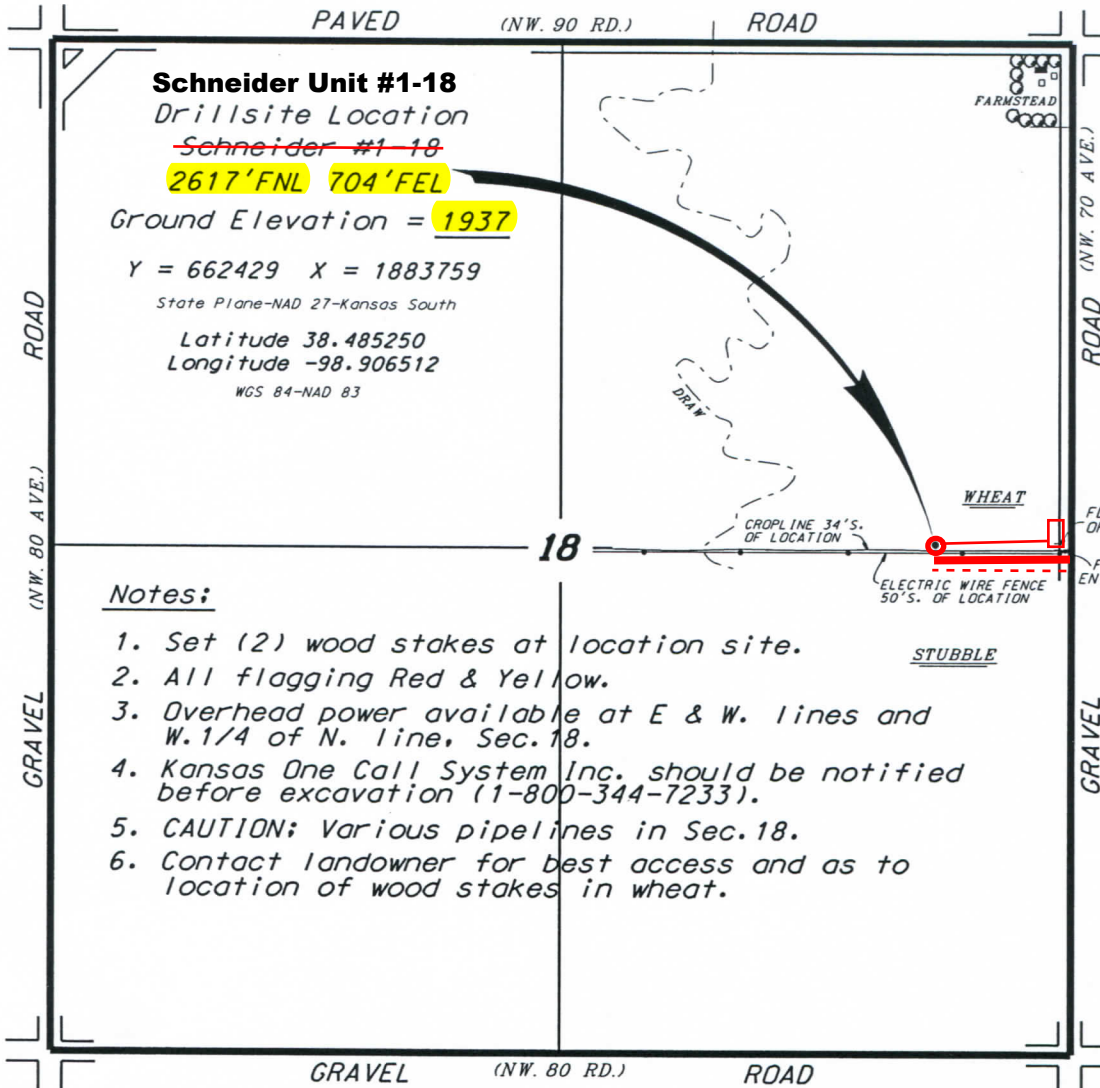 PAVED (NW. 90 RD.) ROAD
Schneider Unit #1-18
Drillsite Location
Schneider #1-18
2617'FNL 704'FEL
Ground Elevation = 1937
Y = 662429 X = 1883759
State Plane-NAD 27-Kansas South
Latitude 38.485250
Longitude -98.906512
WGS 84-NAD 83
FARMSTEAD
DRAW
WHEAT
CROPLINE 34'S.
OF LOCATION
18
ELECTRIC WIRE FENCE
50'S. OF LOCATION
STUBBLE
Notes:
1. Set (2) wood stakes at location site.
2. All flagging Red & Yellow.
3. Overhead power available at E & W. lines and
W.1/4 of N. line, Sec.18.
4. Kansas One Call System Inc. should be notified
before excavation (1-800-344-7233).
5. CAUTION: Various pipelines in Sec.18.
6. Contact landowner for best access and as to
location of wood stakes in wheat.
GRAVEL (NW. 80 AVE.) ROAD
GRAVEL ROAD (NW. 70 AVE.)
GRAVEL (NW. 80 RD.) ROAD